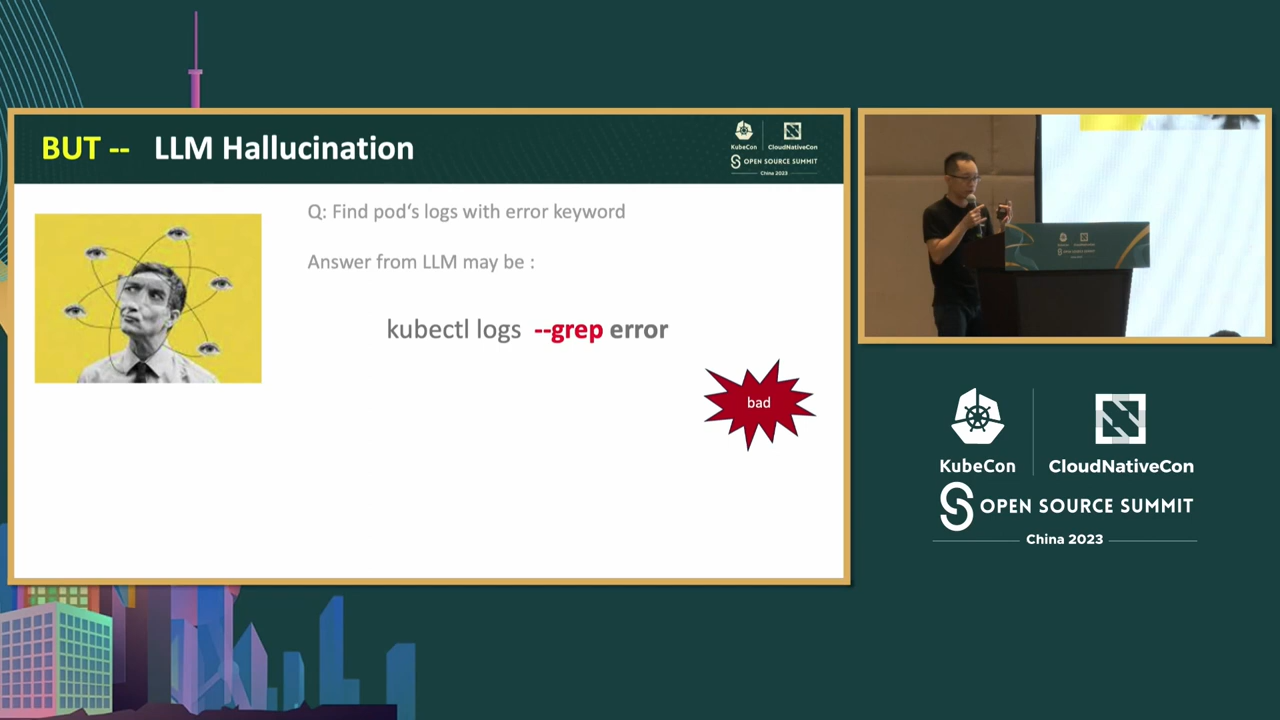 BUT -- LLM Hallucination
KubeCon
CloudNativeCon
OPEN SOURCE SUMMIT
China 2023
Q: Find pod‘s logs with error keyword
Answer from LLM may be :
kubectl logs --grep error
bad
KubeCon
CloudNativeCon
OPEN SOURCE SUMMIT
China 2023